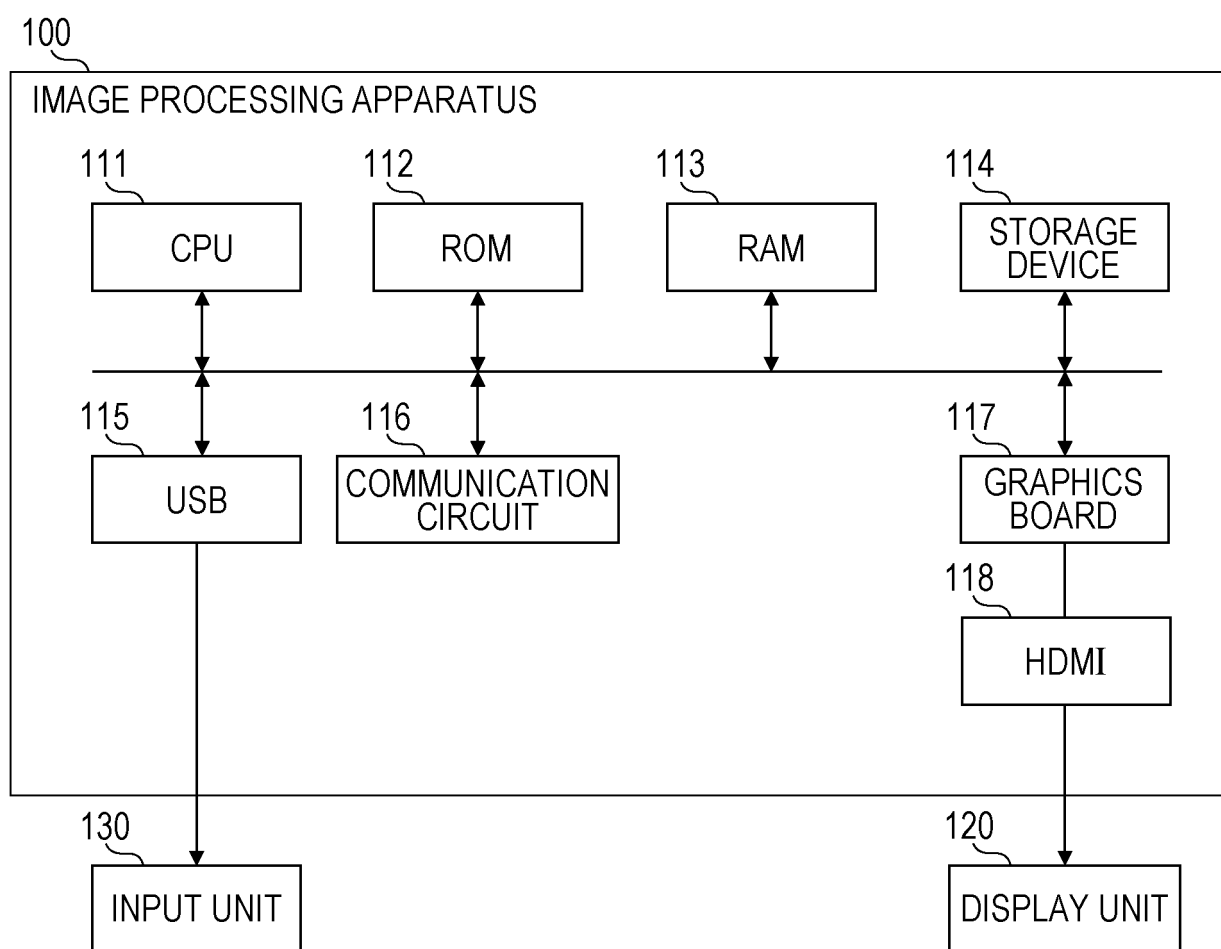 100
IMAGE PROCESSING APPARATUS
111
112
113
114
CPU
ROM
RAM
STORAGE
DEVICE
115
116
117
USB
COMMUNICATION
CIRCUIT
GRAPHICS
BOARD
118
HDMI
130
120
INPUT UNIT
DISPLAY UNIT